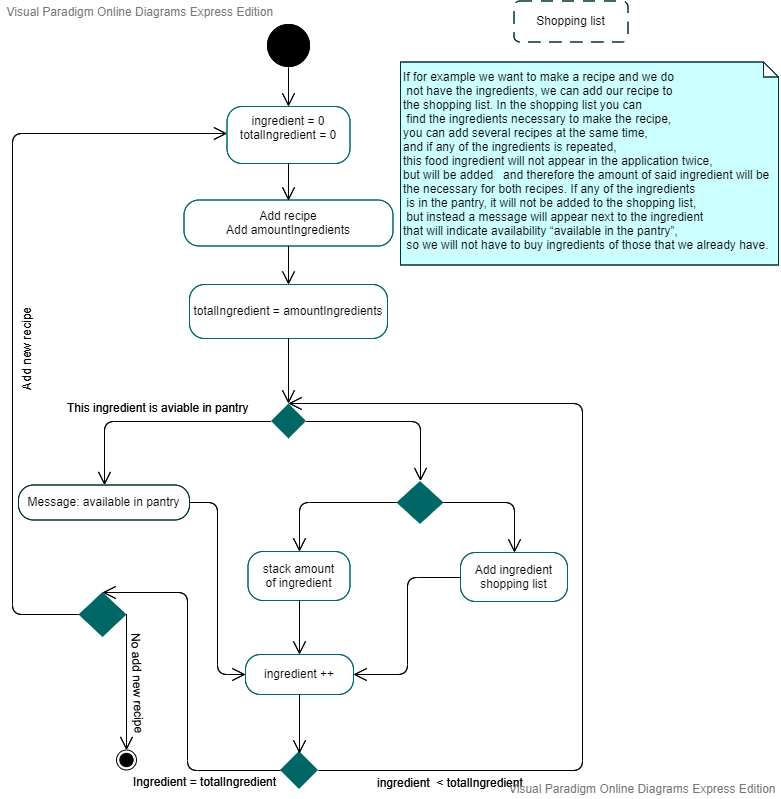 Visual Paradigm Online Diagrams Express Edition
Shopping list
If for example we want to make a recipe and we do
not have the ingredients, we can add our recipe to
the shopping list. In the shopping list you can
find the ingredients necessary to make the recipe,
you can add several recipes at the same time,
and if any of the ingredients is repeated,
this food ingredient will not appear in the application twice,
but will be added and therefore the amount of said ingredient will be
the necessary for both recipes. If any of the ingredients
is in the pantry, it will not be added to the shopping list,
but instead a message will appear next to the ingredient
that will indicate availability “available in the pantry”,
so we will not have to buy ingredients of those that we already have.
ingredient = 0
totalIngredient = 0
Add recipe
Add amountIngredients
totalIngredient = amountIngredients
Add new recipe
This ingredient is aviable in pantry
Message: available in pantry
stack amount
of ingredient
Add ingredient
shopping list
No add new recipe
ingredient ++
Ingredient = totalIngredient
ingredient < totalIngredient
Visual Paradigm Online Diagrams Express Edition